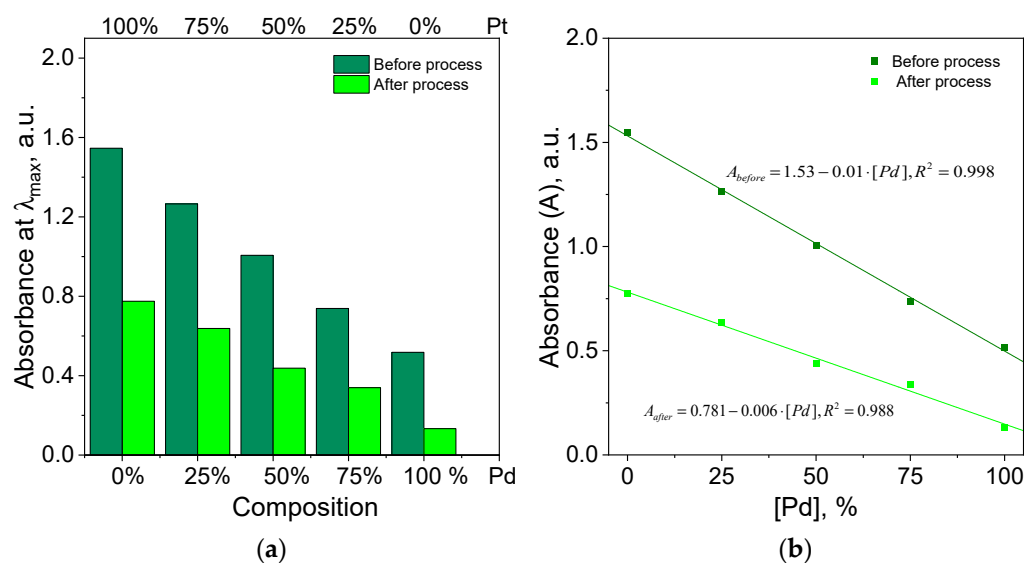 100% 75% 50% 25% 0% Pt
2.0
1.6
1.2
0.8
0.4
0.0
Absorbance at λmax, a.u.
Before process
After process
0% 25% 50% 75% 100 % Pd
Composition
(a)
2.0
1.5
1.0
0.5
0.0
Absorbance (A), a.u.
Before process
After process
A_before = 1.53 − 0.01·[Pd], R² = 0.998
A_after = 0.781 − 0.006·[Pd], R² = 0.988
0 25 50 75 100
[Pd], %
(b)